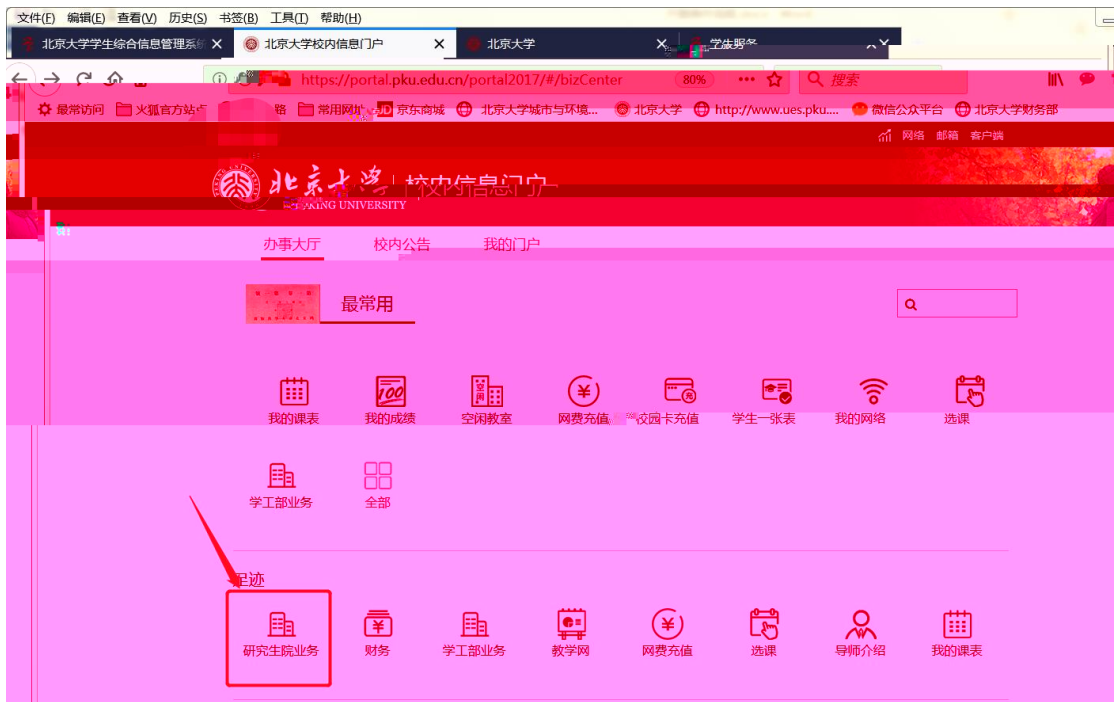 文件(F) 编辑(E) 查看(V) 历史(S) 书签(B) 工具(T) 帮助(H)
北京大学学生综合信息管理系统 北京大学校内信息门户 北京大学
https://portal.pku.edu.cn/portal2017/#/bizCenter 80% 搜索
最常访问 火狐官方站点 常用网址 京东商城 北京大学城市与环境... 北京大学 http://www.ues.pku.... 微信公众平台 北京大学财务部
网络 邮箱 客户端
北京大学 校内信息门户
UNIVERSITY
办事大厅 校内公告 我的门户
最常用
我的课表 我的成绩 空闲教室 网费充值 校园卡充值 学生一张表 我的网络 选课
学工部业务 全部
足迹
研究生院业务 财务 学工部业务 教学网 网费充值 选课 导师介绍 我的课表